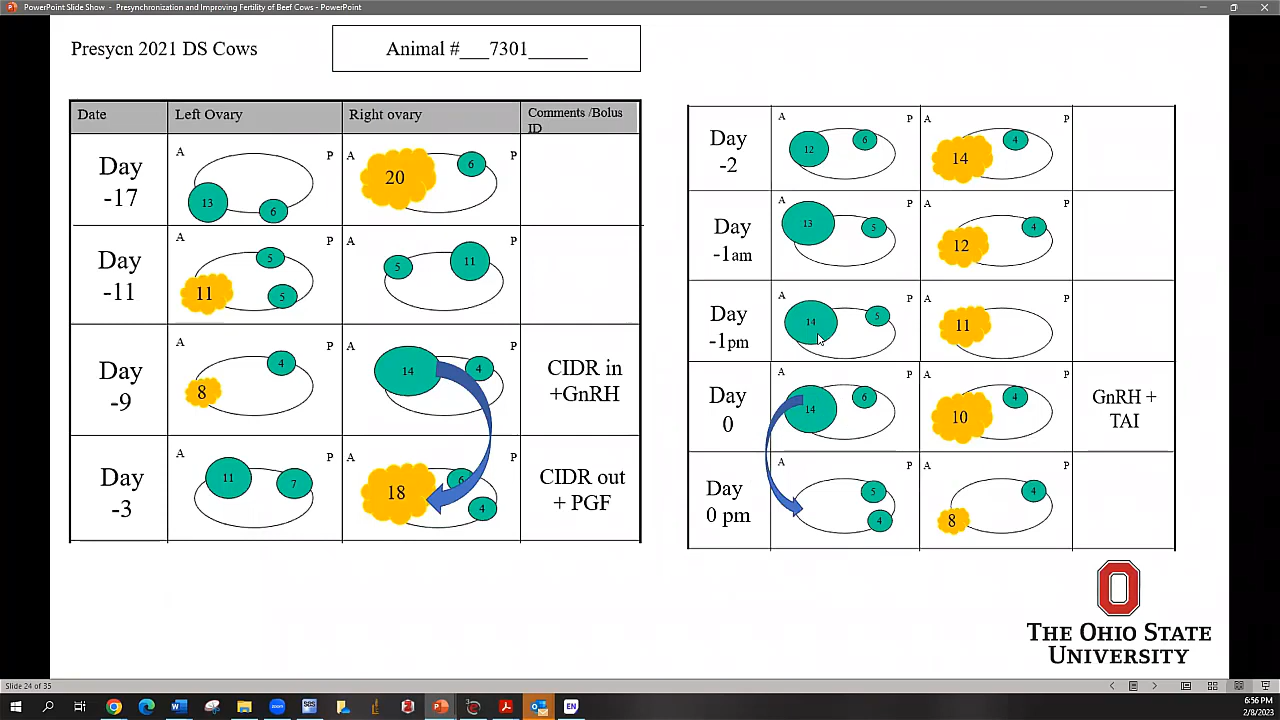 PowerPoint Slide Show - Presynchronization and Improving Fertility of Beef Cows - PowerPoint
Presycn 2021 DS Cows
Animal #___7301______
Date
Left Ovary
Right ovary
Comments /Bolus
ID
Day
-17
A
P
13
6
A
P
20
6
Day
-11
A
P
11
5
5
A
P
5
11
Day
-9
A
P
8
4
A
P
14
4
CIDR in
+GnRH
Day
-3
A
P
11
7
A
P
18
6
4
CIDR out
+ PGF
Day
-2
A
P
12
6
A
P
14
4
Day
-1am
A
P
13
5
A
P
12
4
Day
-1pm
A
P
14
5
A
P
11
Day
0
A
P
14
6
A
P
10
4
GnRH +
TAI
Day
0 pm
A
P
5
4
A
P
8
4
THE OHIO STATE
UNIVERSITY
Slide 24 of 35
EN
6:56 PM
2/8/2023